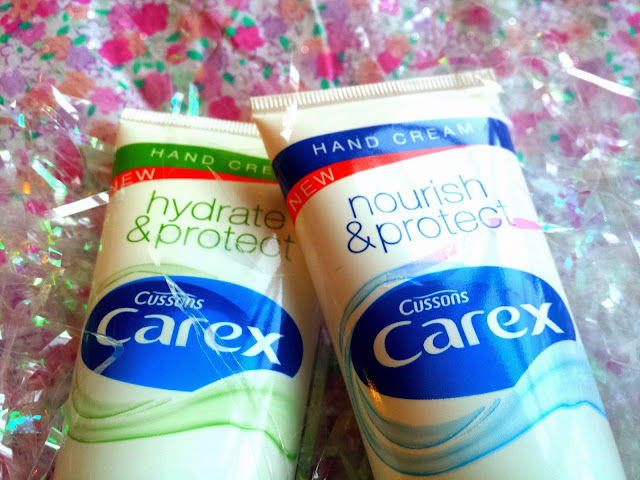 HAND CRE
NEW
hydrate
& protect
Cussons
Carex
HAND CREAM
NEW
nourish
& protect
Cussons
Carex